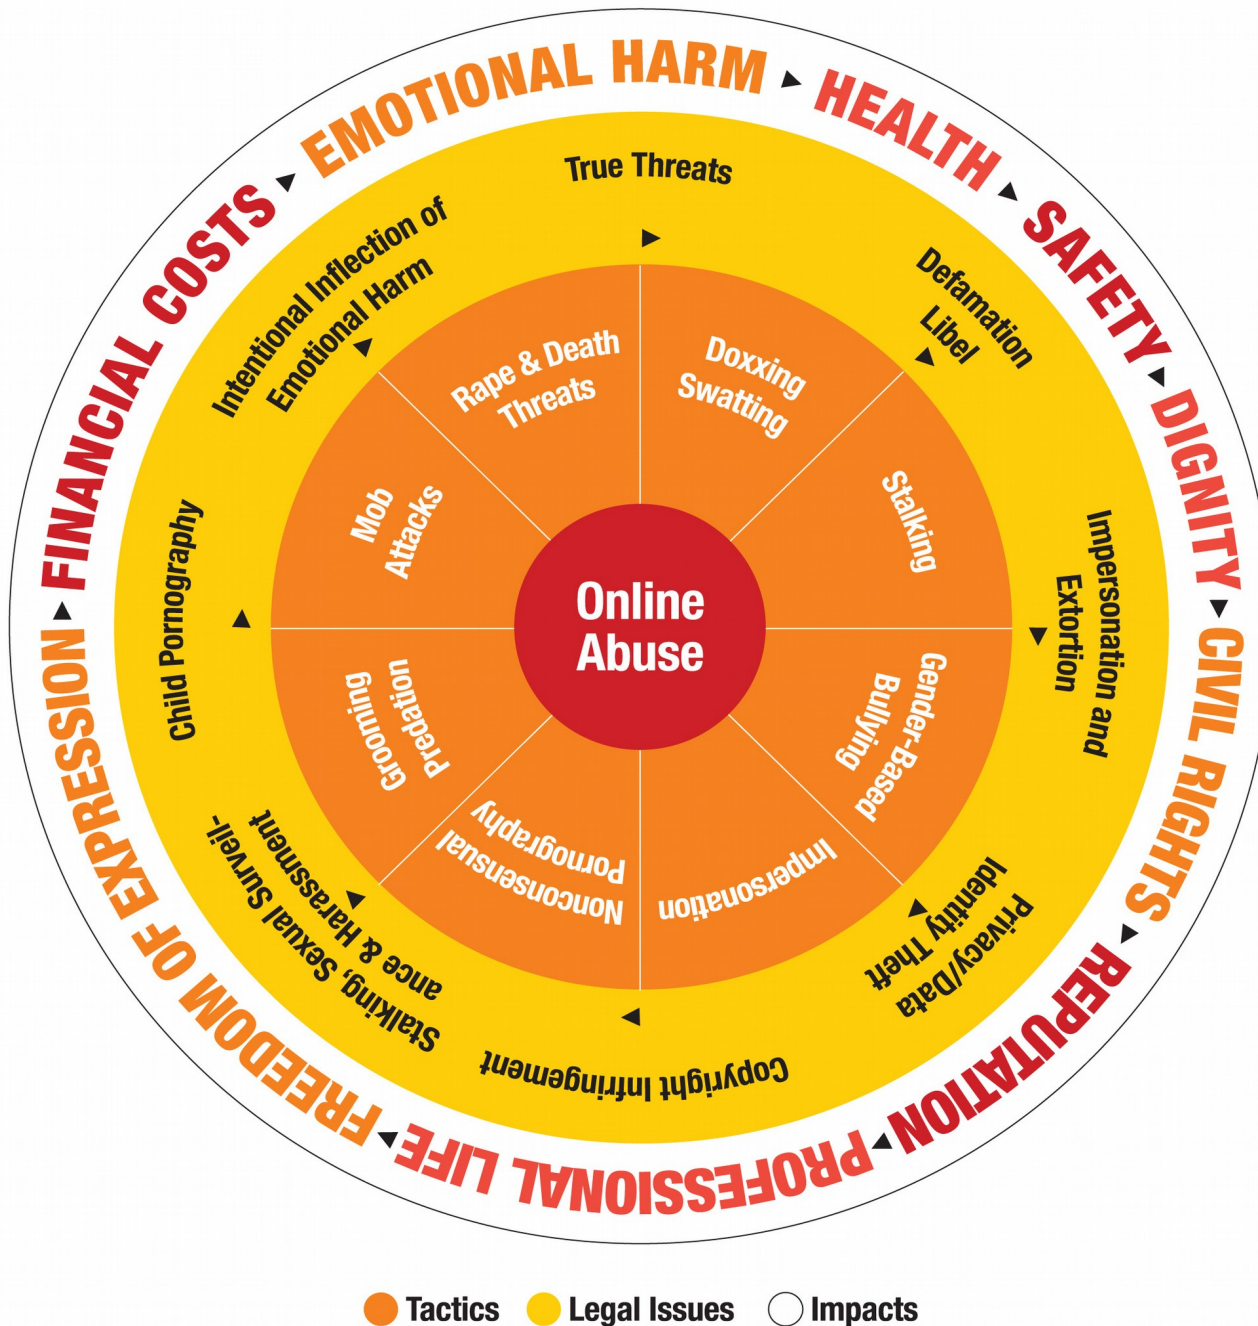 EMOTIONAL HARM
HEALTH
SAFETY
DIGNITY
CIVIL RIGHTS
REPUTATION
PROFESSIONAL LIFE
FREEDOM OF EXPRESSION
FINANCIAL COSTS
True Threats
Defamation
Libel
Impersonation and
Extortion
Privacy/Data
Identity Theft
Copyright Infringement
Stalking, Sexual Surveil-
ance & Harassment
Child Pornography
Intentional Inflection of
Emotional Harm
Rape & Death
Threats
Doxxing
Swatting
Stalking
Gender-Based
Bullying
Impersonation
Nonconsensual
Pornography
Grooming
Predation
Mob
Attacks
Online
Abuse
Tactics
Legal Issues
Impacts